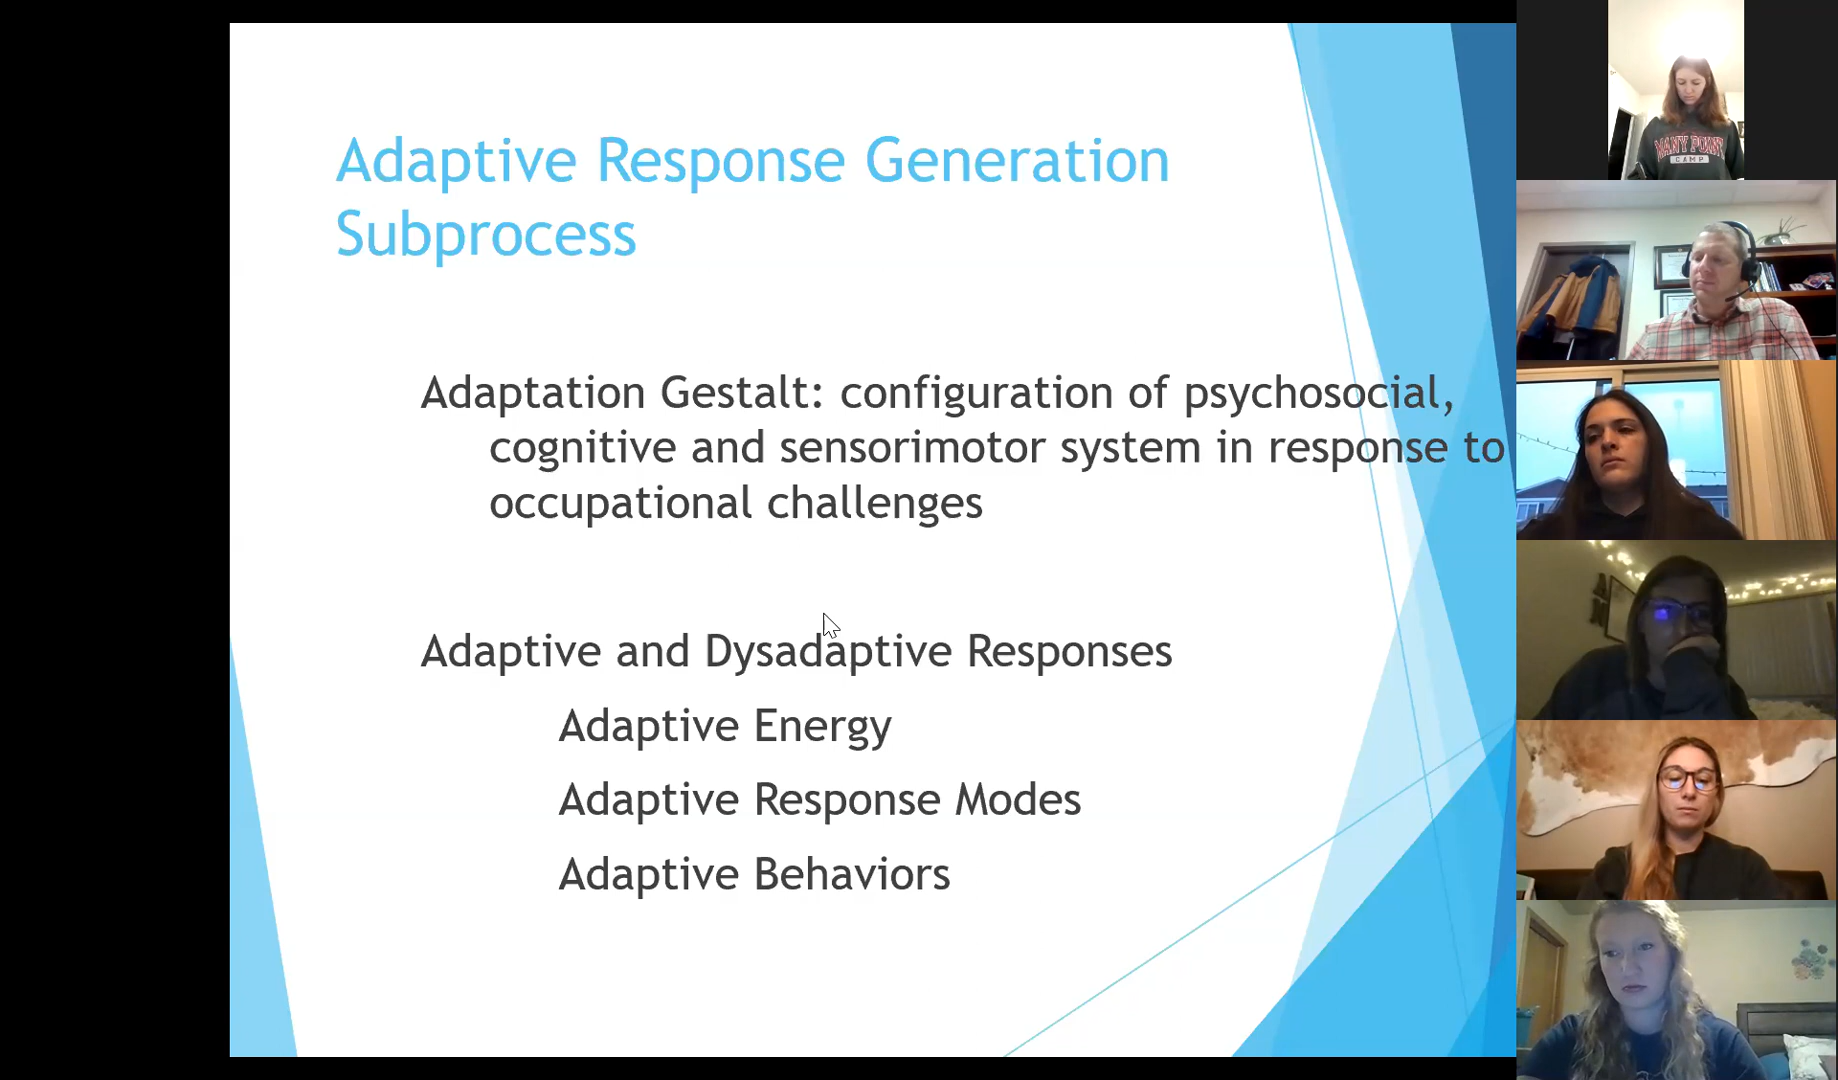 Adaptive Response Generation
Subprocess
Adaptation Gestalt: configuration of psychosocial,
cognitive and sensorimotor system in response to
occupational challenges
Adaptive and Dysadaptive Responses
Adaptive Energy
Adaptive Response Modes
Adaptive Behaviors
MANY POINT
CAMP